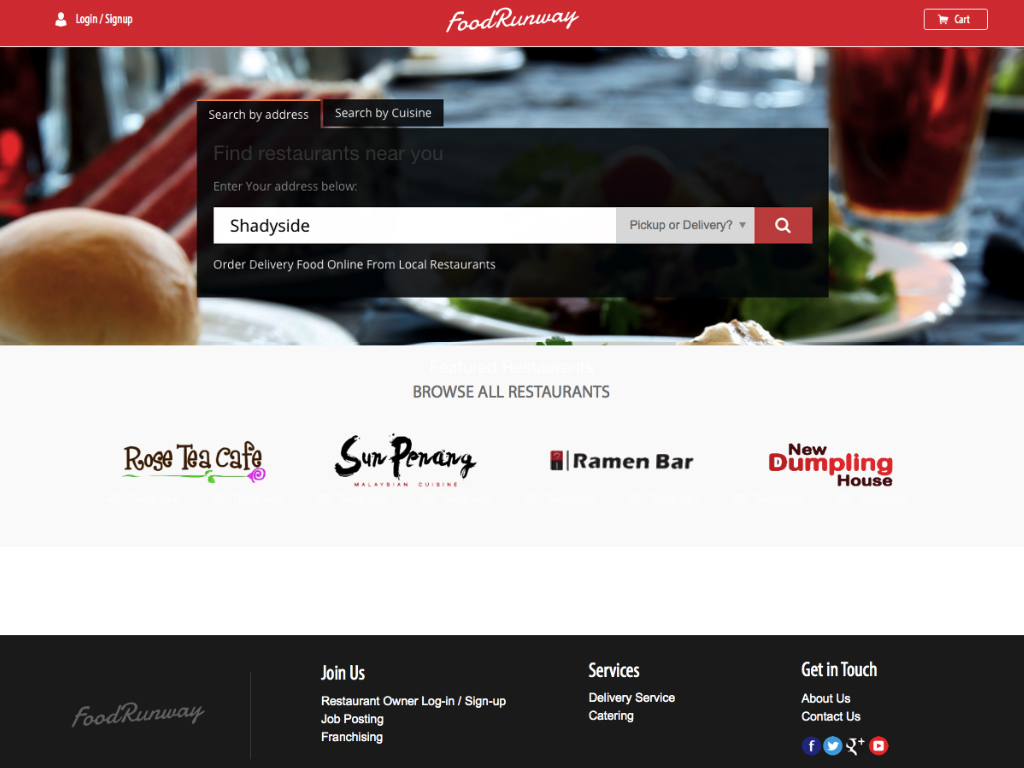 Login / Signup
FoodRunway
Cart
Search by address
Search by Cuisine
Find restaurants near you
Enter Your address below:
Shadyside
Pickup or Delivery?
Order Delivery Food Online From Local Restaurants
Featured Restaurants
BROWSE ALL RESTAURANTS
Rose Tea Cafe
Sun Penang
MALAYSIAN CUISINE
Ramen Bar
New
Dumpling
House
FoodRunway
Join Us
Restaurant Owner Log-in / Sign-up
Job Posting
Franchising
Services
Delivery Service
Catering
Get in Touch
About Us
Contact Us